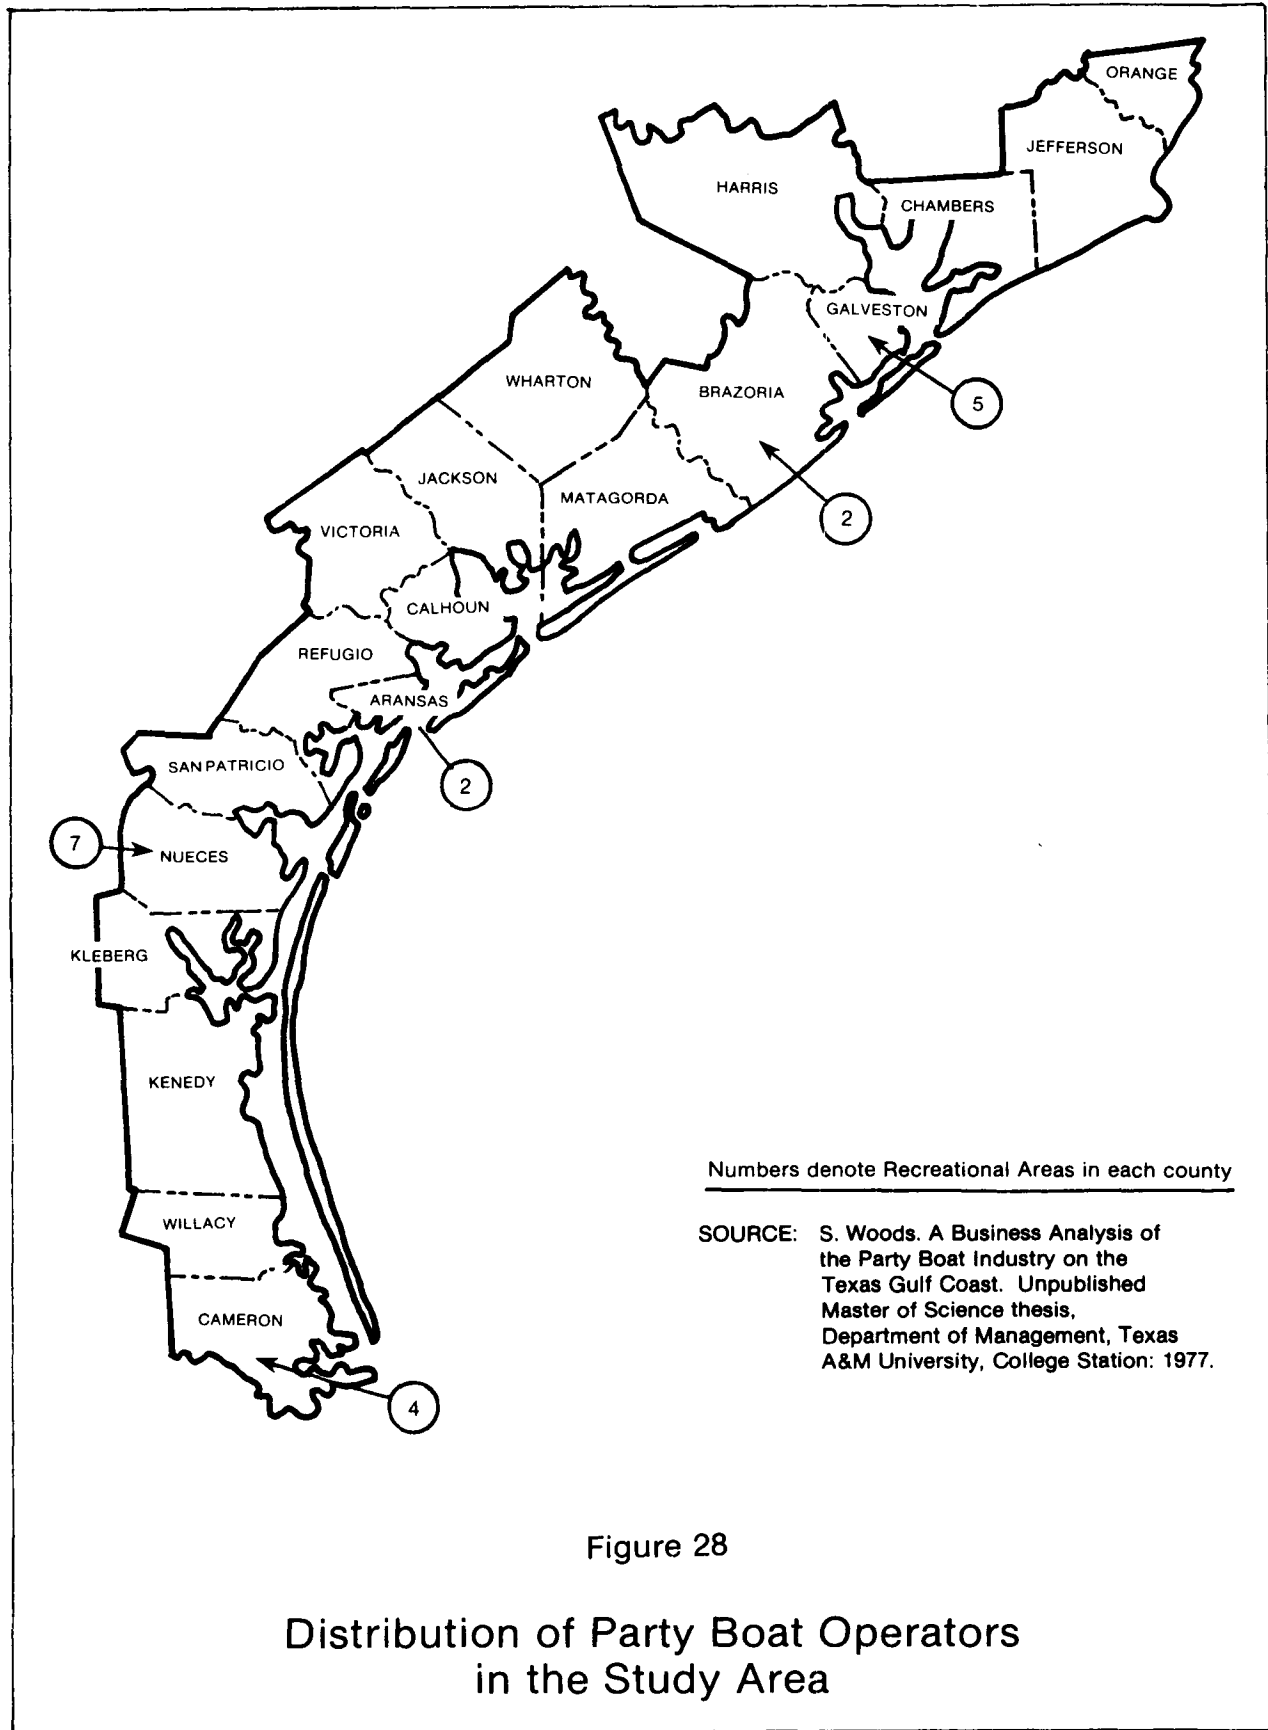 ORANGE
JEFFERSON
HARRIS
CHAMBERS
GALVESTON
WHARTON
BRAZORIA
5
JACKSON
MATAGORDA
2
VICTORIA
CALHOUN
REFUGIO
ARANSAS
SAN PATRICIO
2
7
NUECES
KLEBERG
KENEDY
WILLACY
CAMERON
4
Numbers denote Recreational Areas in each county
SOURCE: S. Woods. A Business Analysis of
the Party Boat Industry on the
Texas Gulf Coast. Unpublished
Master of Science thesis,
Department of Management, Texas
A&M University, College Station: 1977.
Figure 28
Distribution of Party Boat Operators
in the Study Area